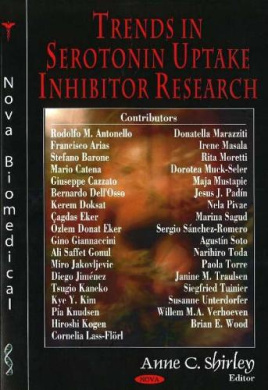 Nova Biomedical
TRENDS IN
SEROTONIN UPTAKE
INHIBITOR RESEARCH
Contributors
Rodolfo M. Antonello
Francisco Arias
Stefano Barone
Mario Catena
Giuseppe Cazzato
Bernardo Dell'Osso
Kerem Doksat
Çagdas Eker
Özlem Donat Eker
Gino Giannaccini
Ali Saffet Gonul
Miro Jakovljevic
Diego Jiménez
Tsugio Kaneko
Kye Y. Kim
Pia Knudsen
Hiroshi Kogen
Cornelia Lass-Flörl
Donatella Marazziti
Irene Masala
Rita Moretti
Dorotea Muck-Seler
Maja Mustapic
Jesus J. Padin
Nela Pivac
Marina Sagud
Sergio Sánchez-Romero
Agustín Soto
Narihiro Toda
Paola Torre
Janine M. Traulsen
Siegfried Tuinier
Susanne Unterdorfer
Willem M.A. Verhoeven
Brian E. Wood
Anne C. Shirley
Editor
NOVA